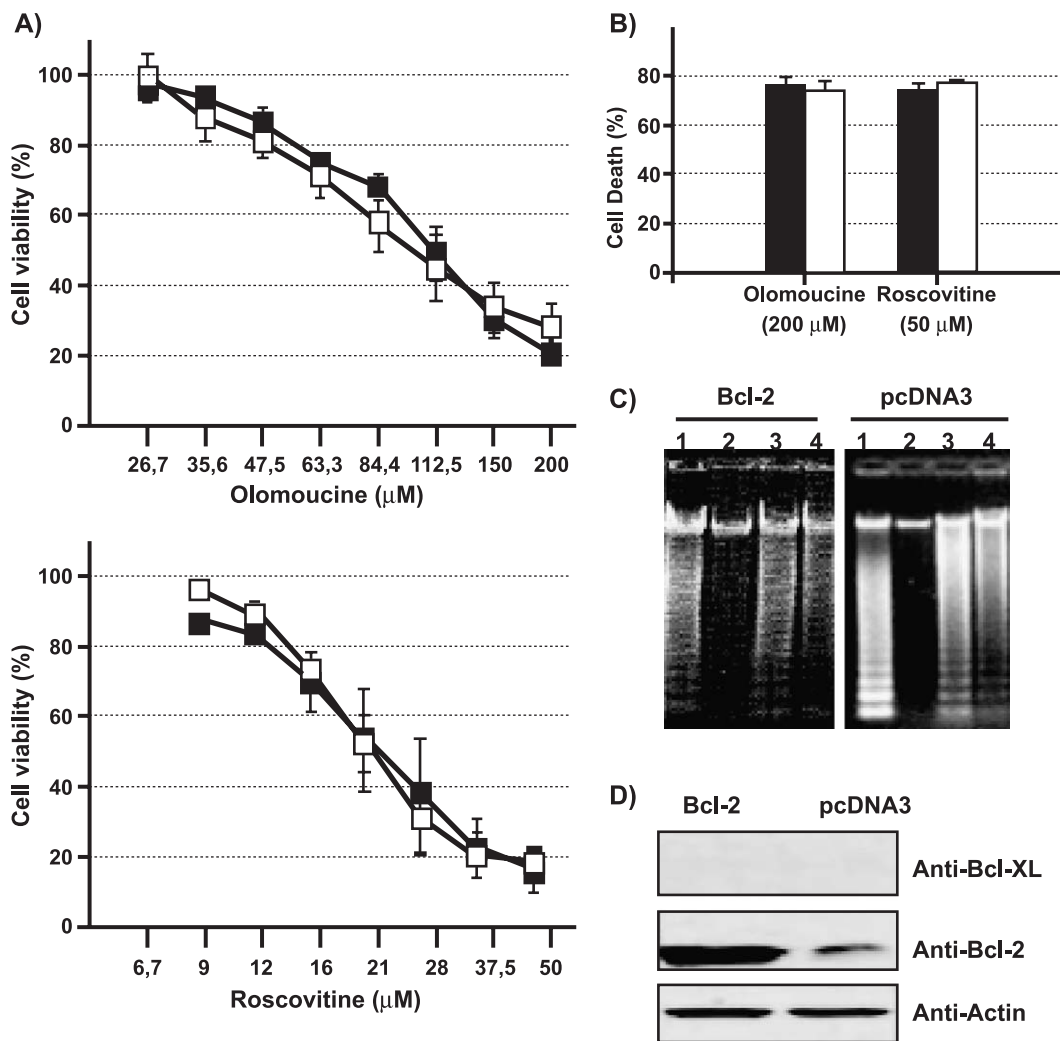 A)
Cell viability (%)
100
80
60
40
20
0
26,7 35,6 47,5 63,3 84,4 112,5 150 200
Olomoucine (μM)
Cell viability (%)
100
80
60
40
20
0
6,7 9 12 16 21 28 37,5 50
Roscovitine (μM)
B)
Cell Death (%)
80
60
40
20
0
Olomoucine Roscovitine
(200 μM) (50 μM)
C)
Bcl-2 pcDNA3
1 2 3 4 1 2 3 4
D)
Bcl-2 pcDNA3
Anti-Bcl-XL
Anti-Bcl-2
Anti-Actin